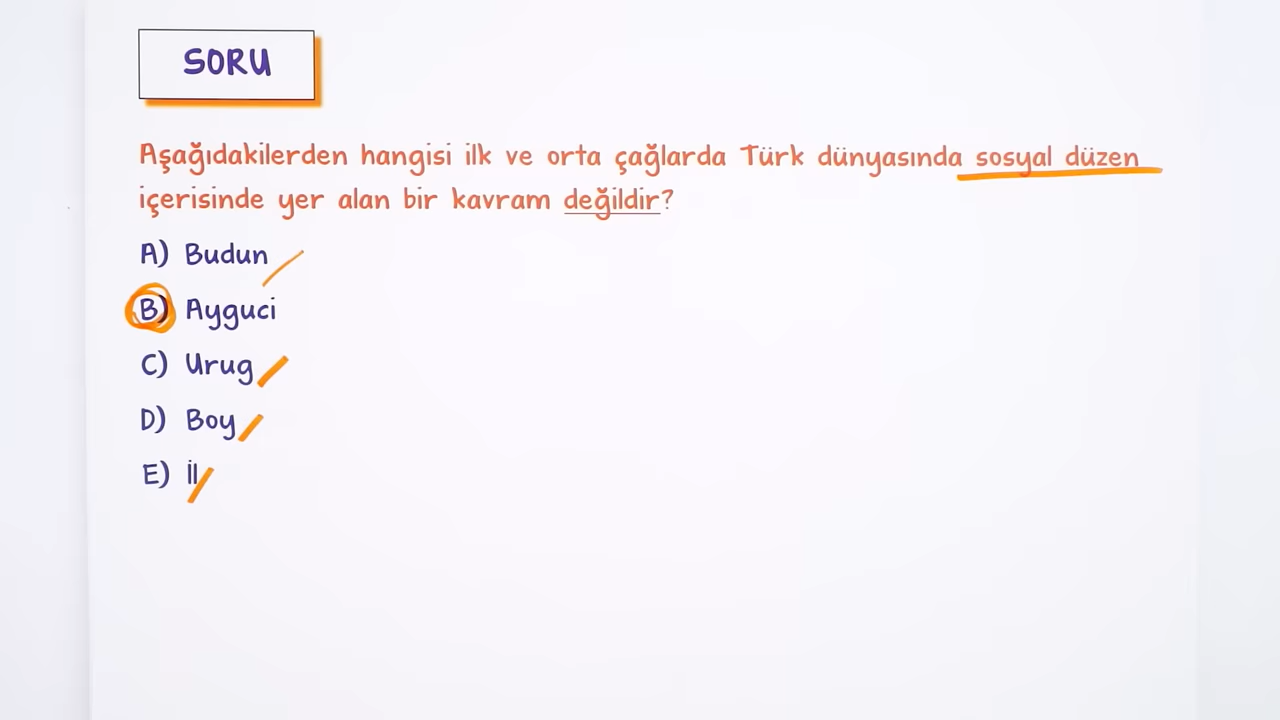 SORU
Aşağıdakilerden hangisi ilk ve orta çağlarda Türk dünyasında sosyal düzen
içerisinde yer alan bir kavram değildir?
A) Budun
B) Ayguci
C) Urug
D) Boy
E) İl